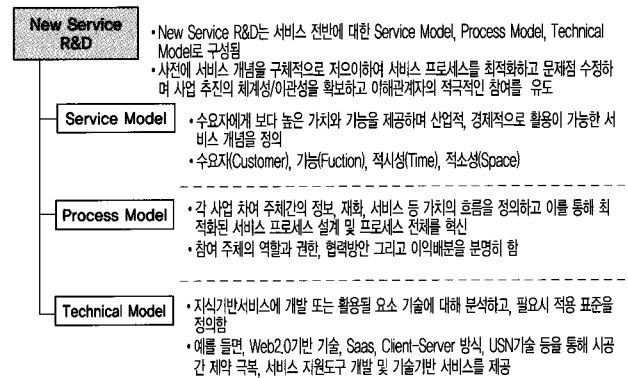 New Service
R&D
• New Service R&D는 서비스 전반에 대한 Service Model, Process Model, Technical
Model로 구성됨
• 사전에 서비스 개념을 구체적으로 저으이하여 서비스 프로세스를 최적화하고 문제점 수정하
며 사업 추진의 체계성/이관성을 확보하고 이해관계자의 적극적인 참여를 유도
Service Model
• 수요자에게 보다 높은 가치와 기능을 제공하며 산업적, 경제적으로 활용이 가능한 서
비스 개념을 정의
• 수요자(Customer), 기능(Fuction), 적시성(Time), 적소성(Space)
Process Model
• 각 사업 차여 주체간의 정보, 재화, 서비스 등 가치의 흐름을 정의하고 이를 통해 최
적화된 서비스 프로세스 설계 및 프로세스 전체를 혁신
• 참여 주체의 역할과 권한, 협력방안 그리고 이익배분을 분명히 함
Technical Model
• 지식기반서비스에 개발 또는 활용될 요소 기술에 대해 분석하고, 필요시 적용 표준을
정의함
• 예를 들면, Web2.0기반 기술, Saas, Client-Server 방식, USN기술 등을 통해 시공
간 제약 극복, 서비스 지원도구 개발 및 기술기반 서비스를 제공